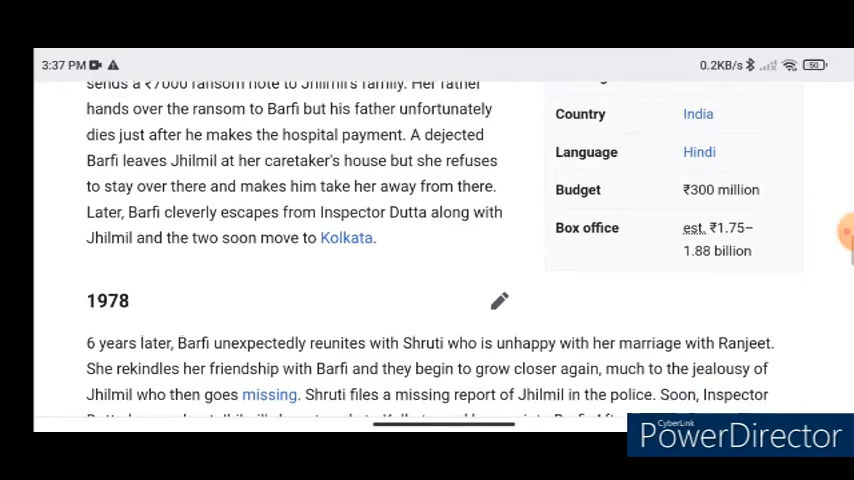 3:37 PM
0.2KB/s
50
sends a ₹7000 ransom note to Jhilmil's family. Her father
hands over the ransom to Barfi but his father unfortunately
dies just after he makes the hospital payment. A dejected
Barfi leaves Jhilmil at her caretaker's house but she refuses
to stay over there and makes him take her away from there.
Later, Barfi cleverly escapes from Inspector Dutta along with
Jhilmil and the two soon move to Kolkata.
Country India
Language Hindi
Budget ₹300 million
Box office est. ₹1.75–
1.88 billion
1978
6 years later, Barfi unexpectedly reunites with Shruti who is unhappy with her marriage with Ranjeet.
She rekindles her friendship with Barfi and they begin to grow closer again, much to the jealousy of
Jhilmil who then goes missing. Shruti files a missing report of Jhilmil in the police. Soon, Inspector
CyberLink
PowerDirector